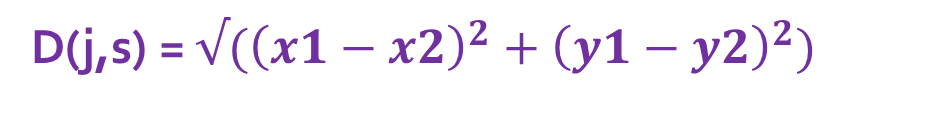 D(j,s) = √((x1 − x2)² + (y1 − y2)²)